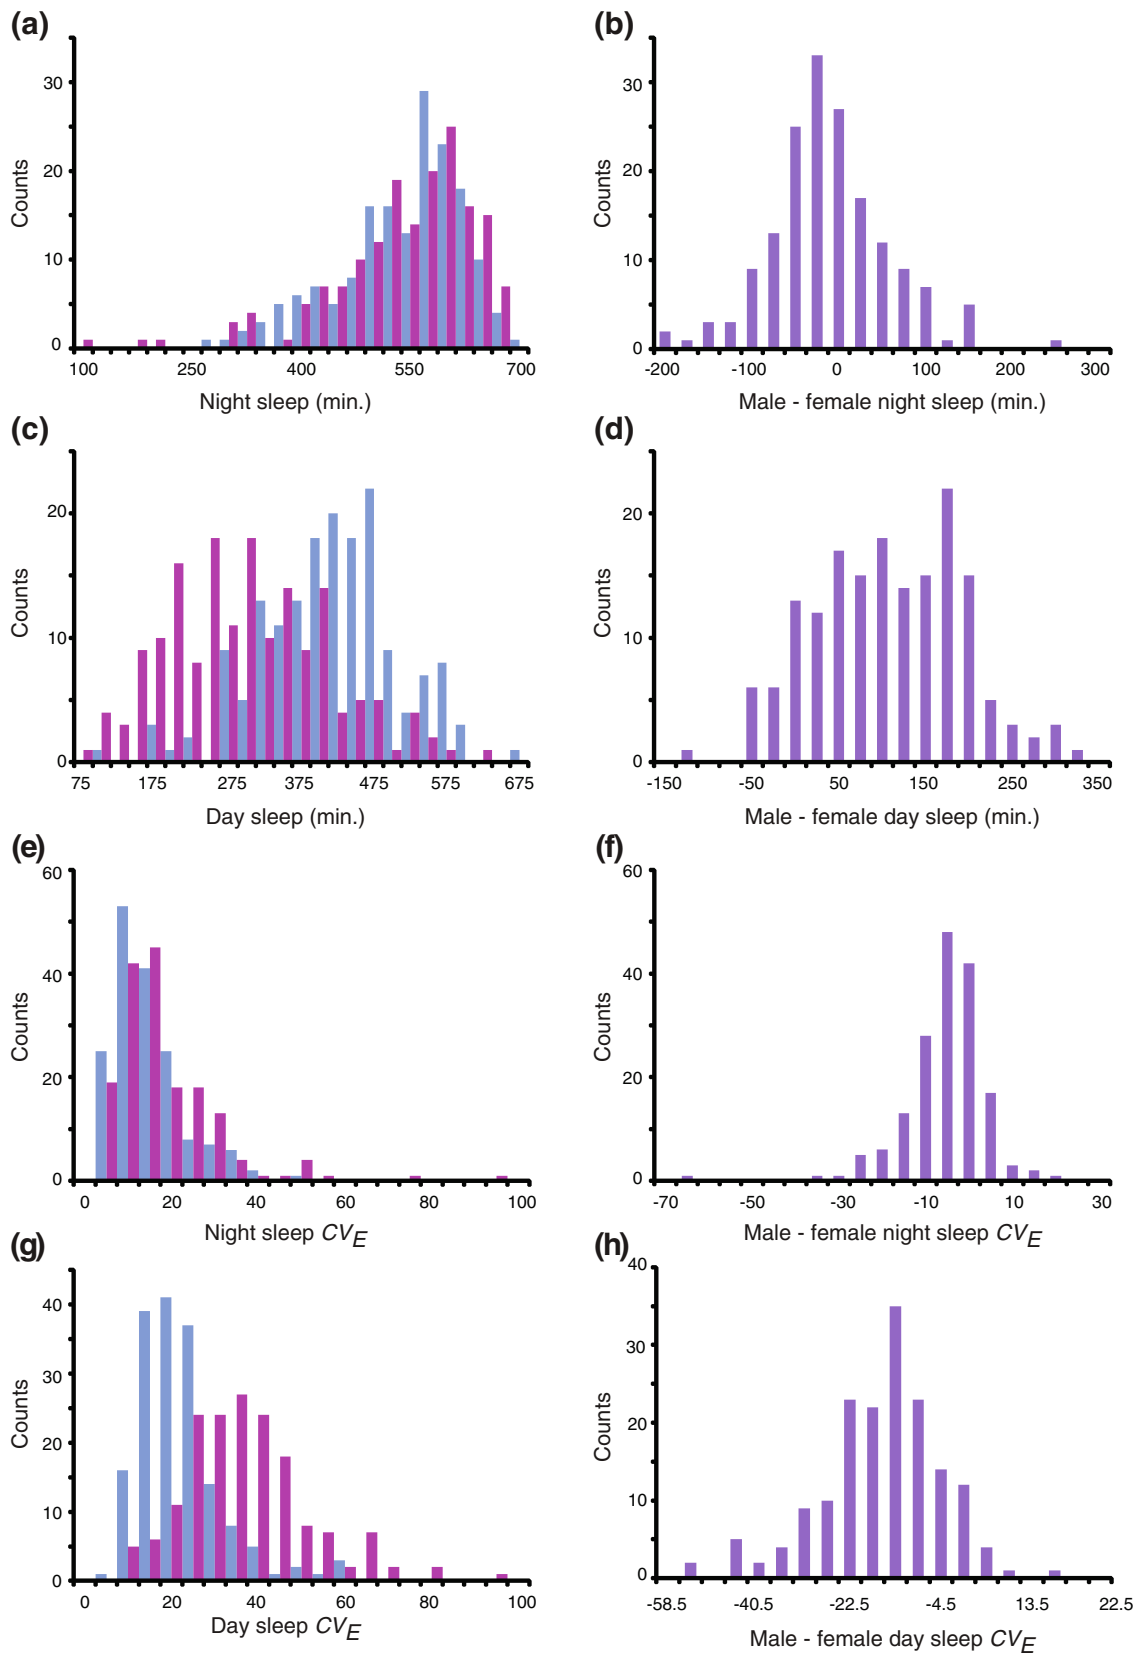 (a)
30
20
10
0
Counts
100 250 400 550 700
Night sleep (min.)
(b)
30
20
10
0
Counts
-200 -100 0 100 200 300
Male - female night sleep (min.)
(c)
20
10
0
Counts
75 175 275 375 475 575 675
Day sleep (min.)
(d)
20
10
0
Counts
-150 -50 50 150 250 350
Male - female day sleep (min.)
(e)
60
40
20
0
Counts
0 20 40 60 80 100
Night sleep CVE
(f)
60
40
20
0
Counts
-70 -50 -30 -10 10 30
Male - female night sleep CVE
(g)
40
30
20
10
0
Counts
0 20 40 60 80 100
Day sleep CVE
(h)
40
30
20
10
0
Counts
-58.5 -40.5 -22.5 -4.5 13.5 22.5
Male - female day sleep CVE